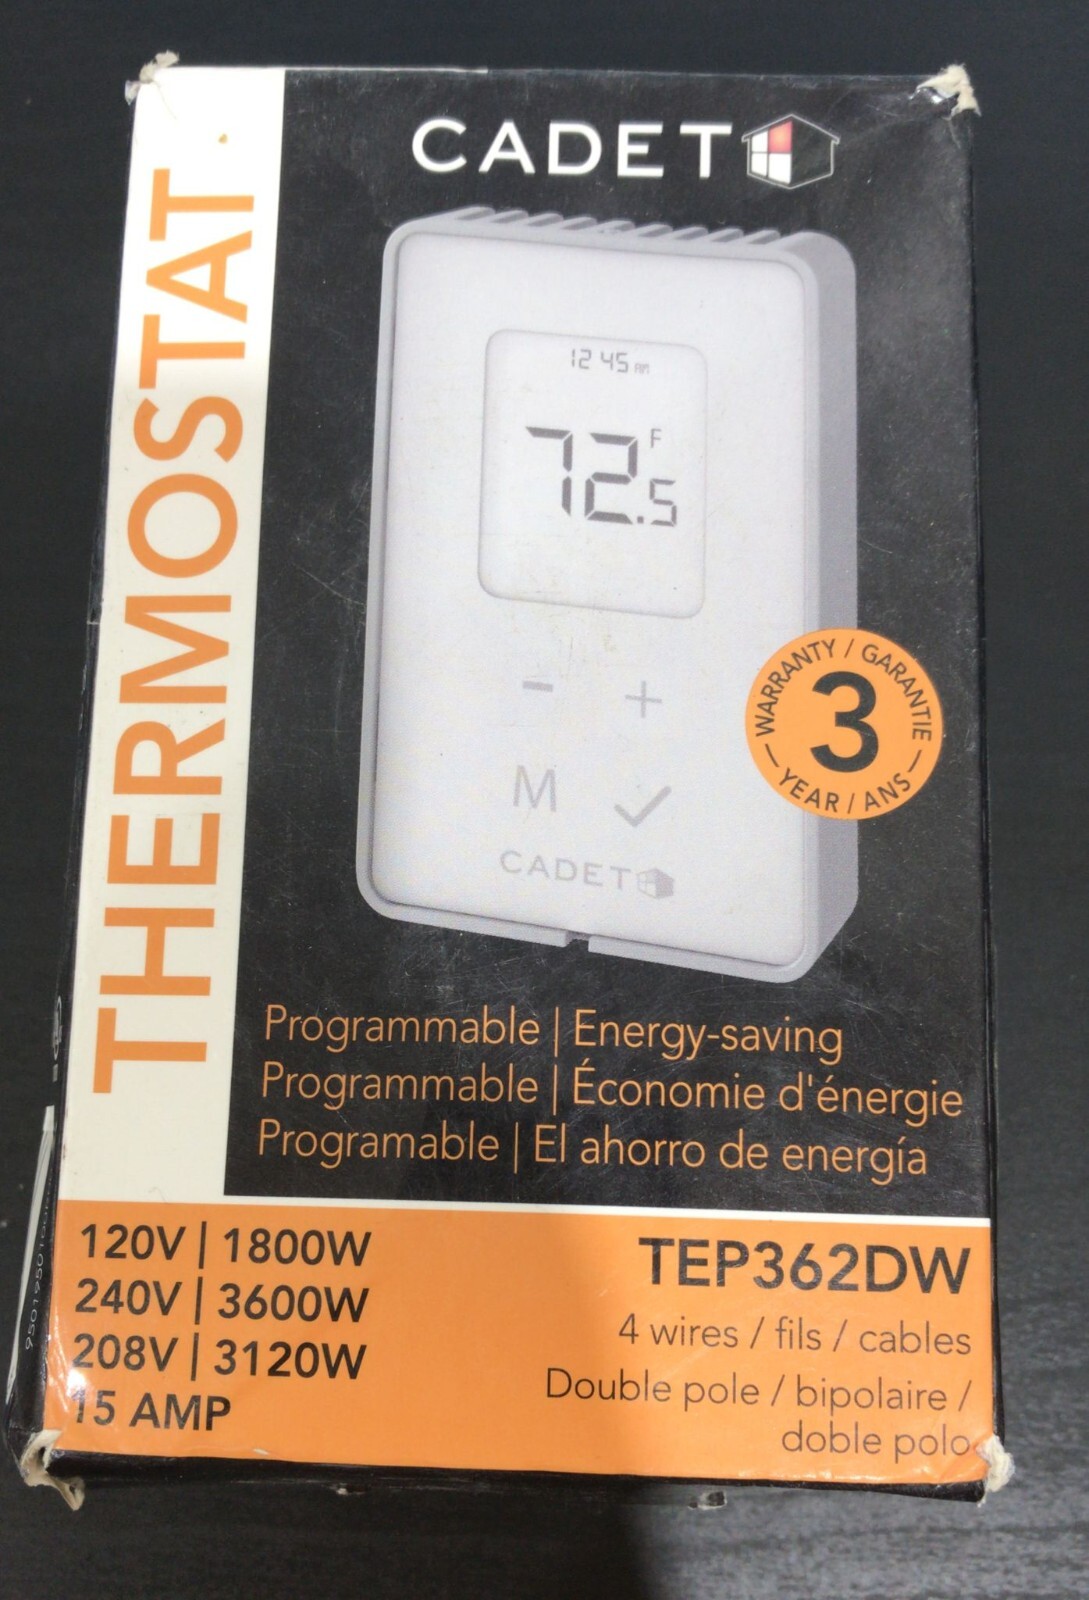 CADET
THERMOSTAT
12 45 AM
72.5 F
- +
M ✓
CADET
WARRANTY / GARANTIE
3
YEAR / ANS
Programmable | Energy-saving
Programmable | Économie d'énergie
Programable | El ahorro de energía
120V | 1800W
240V | 3600W
208V | 3120W
15 AMP
TEP362DW
4 wires / fils / cables
Double pole / bipolaire /
doble polo